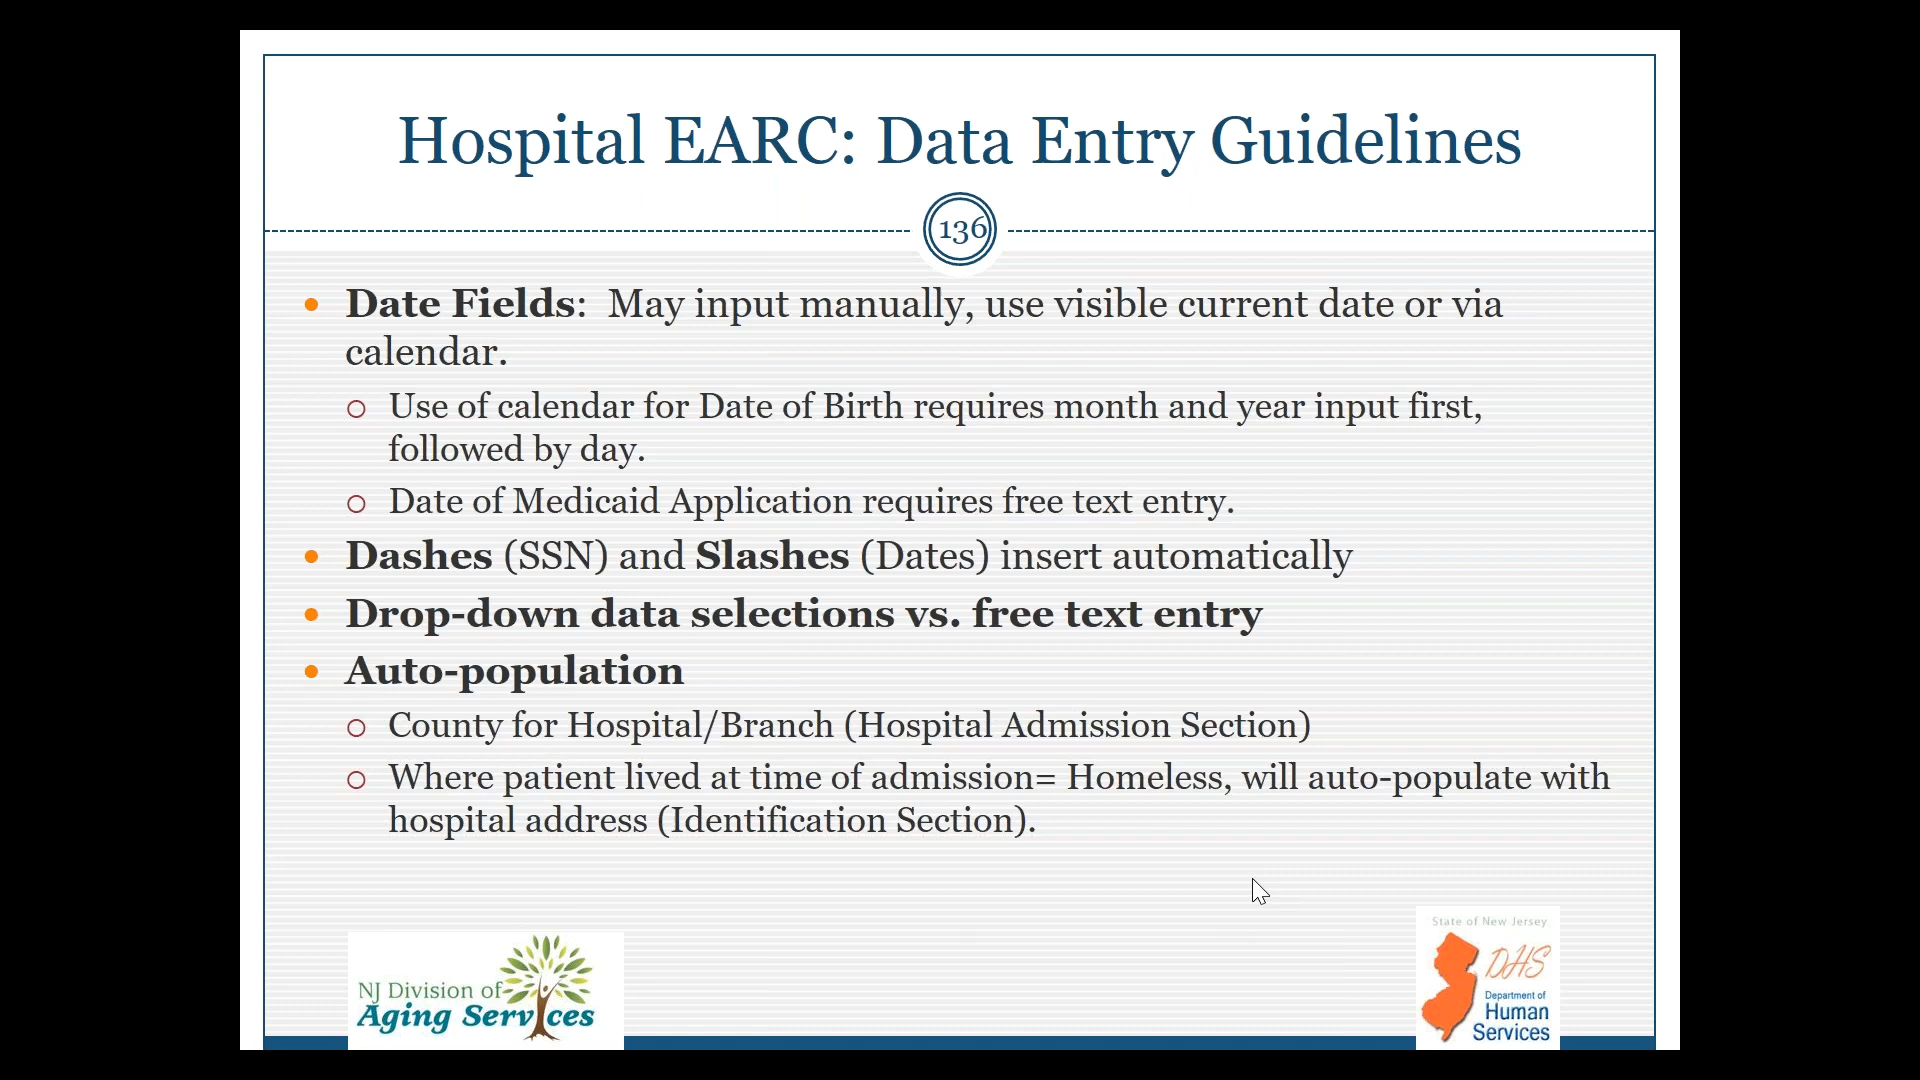 Hospital EARC: Data Entry Guidelines
136
Date Fields:  May input manually, use visible current date or via
calendar.
Use of calendar for Date of Birth requires month and year input first,
followed by day.
Date of Medicaid Application requires free text entry.
Dashes (SSN) and Slashes (Dates) insert automatically
Drop-down data selections vs. free text entry
Auto-population
County for Hospital/Branch (Hospital Admission Section)
Where patient lived at time of admission= Homeless, will auto-populate with
hospital address (Identification Section).
NJ Division of
Aging Services
State of New Jersey
DHS
Department of
Human
Services